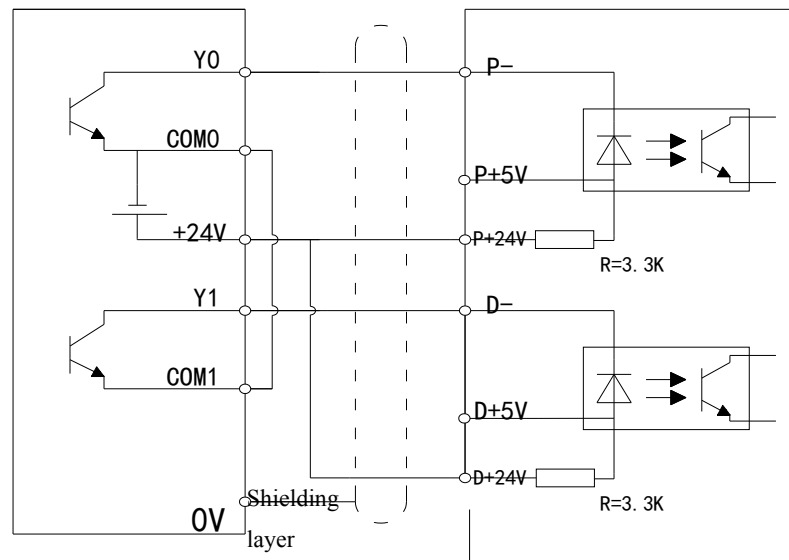 Y0
P-
COM0
P+5V
+24V
P+24V
R=3.3K
Y1
D-
COM1
D+5V
D+24V
Shielding
layer
0V
R=3.3K